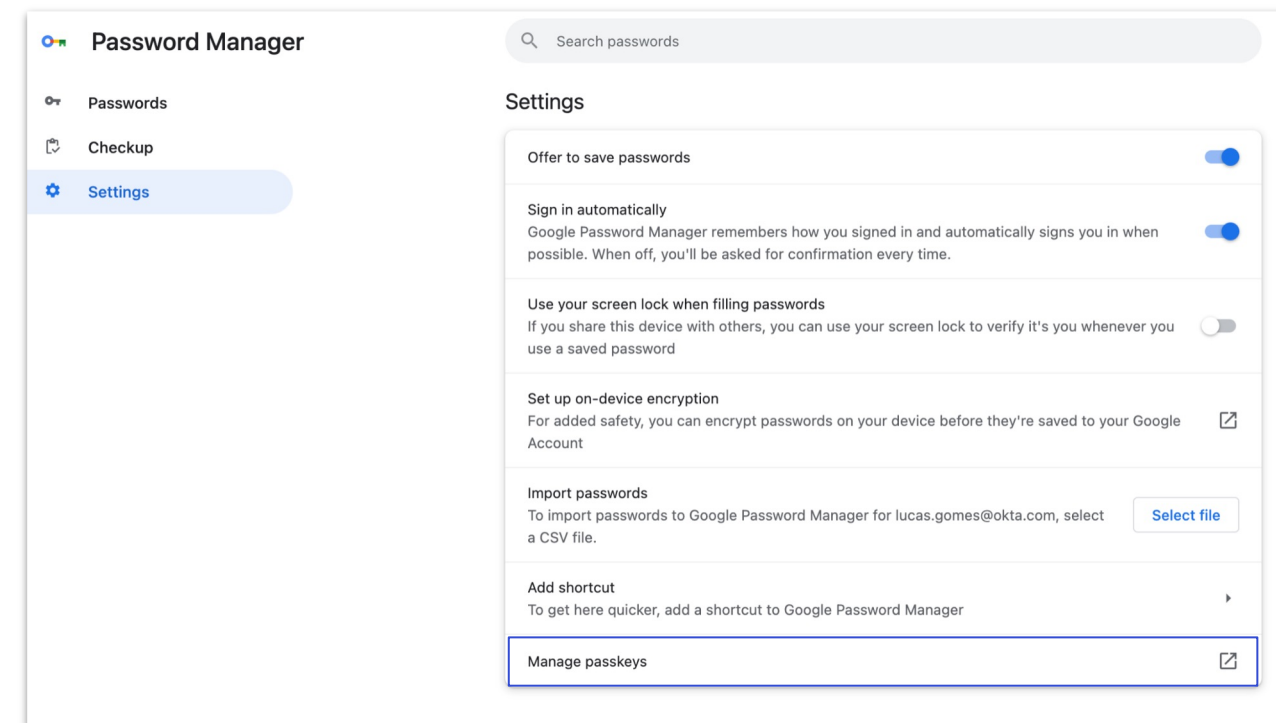 Password Manager
Search passwords
Passwords
Checkup
Settings
Settings
Offer to save passwords
Sign in automatically
Google Password Manager remembers how you signed in and automatically signs you in when
possible. When off, you'll be asked for confirmation every time.
Use your screen lock when filling passwords
If you share this device with others, you can use your screen lock to verify it's you whenever you
use a saved password
Set up on-device encryption
For added safety, you can encrypt passwords on your device before they're saved to your Google
Account
Import passwords
To import passwords to Google Password Manager for lucas.gomes@okta.com, select
a CSV file.
Select file
Add shortcut
To get here quicker, add a shortcut to Google Password Manager
Manage passkeys